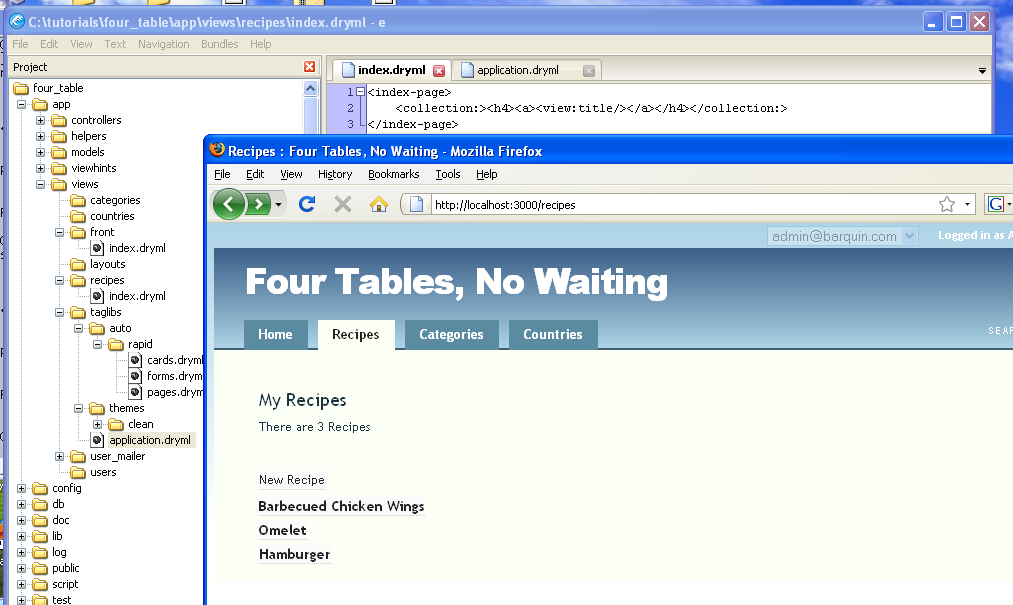 C:\tutorials\four_table\app\views\recipes\index.dryml - e
File Edit View Text Navigation Bundles Help
Project
four_table
app
controllers
helpers
models
viewhints
views
categories
countries
front
index.dryml
layouts
recipes
index.dryml
taglibs
auto
rapid
cards.dryml
forms.drym
pages.drym
themes
clean
application.dryml
user_mailer
users
config
db
doc
lib
log
public
script
test
index.dryml application.dryml
1 <index-page>
2 <collection:><h4><a><view:title/></a></h4></collection:>
3 </index-page>
Recipes : Four Tables, No Waiting - Mozilla Firefox
File Edit View History Bookmarks Tools Help
http://localhost:3000/recipes
G
admin@barquin.com Logged in as A
Four Tables, No Waiting
Home Recipes Categories Countries
SEAR
My Recipes
There are 3 Recipes
New Recipe
Barbecued Chicken Wings
Omelet
Hamburger